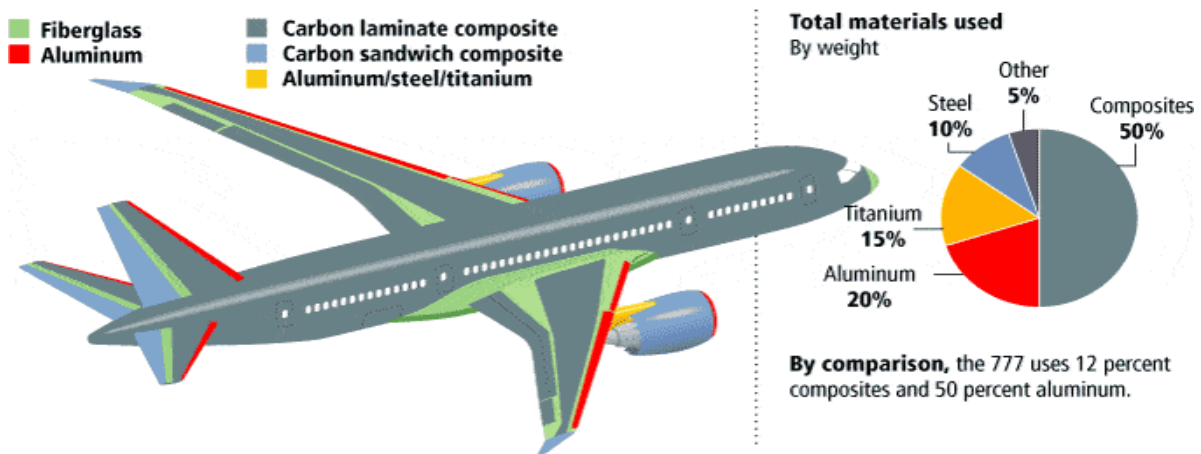 Fiberglass
Aluminum
Carbon laminate composite
Carbon sandwich composite
Aluminum/steel/titanium
Total materials used
By weight
Other
5%
Steel
10%
Composites
50%
Titanium
15%
Aluminum
20%
By comparison, the 777 uses 12 percent
composites and 50 percent aluminum.